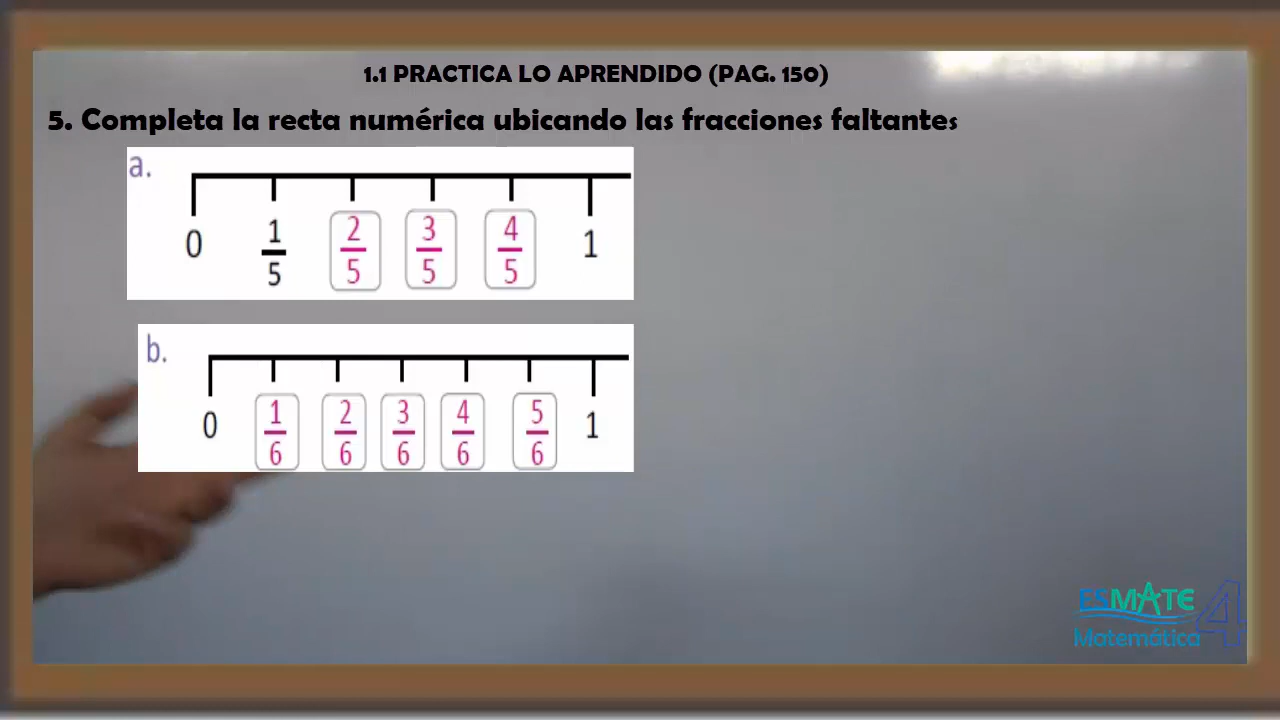 1.1 PRACTICA LO APRENDIDO (PAG. 150)
5. Completa la recta numérica ubicando las fracciones faltantes
a.
0 1/5 2/5 3/5 4/5 1
b.
0 1/6 2/6 3/6 4/6 5/6 1
ESMATE 4
Matemática